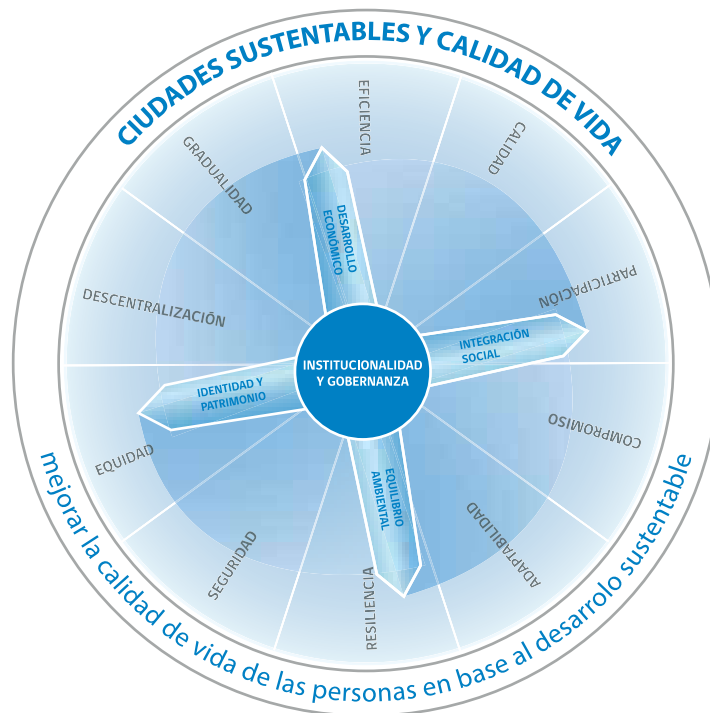 CIUDADES SUSTENTABLES Y CALIDAD DE VIDA
EFICIENCIA
CALIDAD
PARTICIPACIÓN
COMPROMISO
ADAPTABILIDAD
RESILIENCIA
SEGURIDAD
EQUIDAD
DESCENTRALIZACIÓN
GRADUALIDAD
DESARROLLO
ECONÓMICO
INTEGRACIÓN
SOCIAL
EQUILIBRIO
AMBIENTAL
IDENTIDAD Y
PATRIMONIO
INSTITUCIONALIDAD
Y GOBERNANZA
mejorar la calidad de vida de las personas en base al desarrolo sustentable